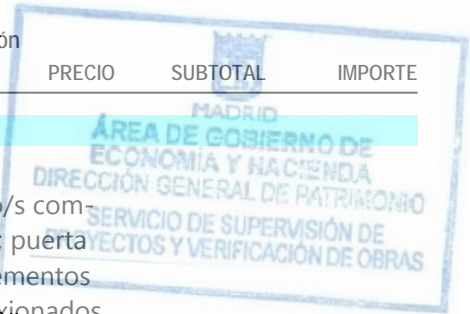 ón
PRECIO SUBTOTAL IMPORTE
MADRID
ÁREA DE GOBIERNO DE
ECONOMÍA Y HACIENDA
DIRECCIÓN GENERAL DE PATRIMONIO
SERVICIO DE SUPERVISIÓN DE
PROYECTOS Y VERIFICACIÓN DE OBRAS
o/s com-
puerta
ementos
xionados